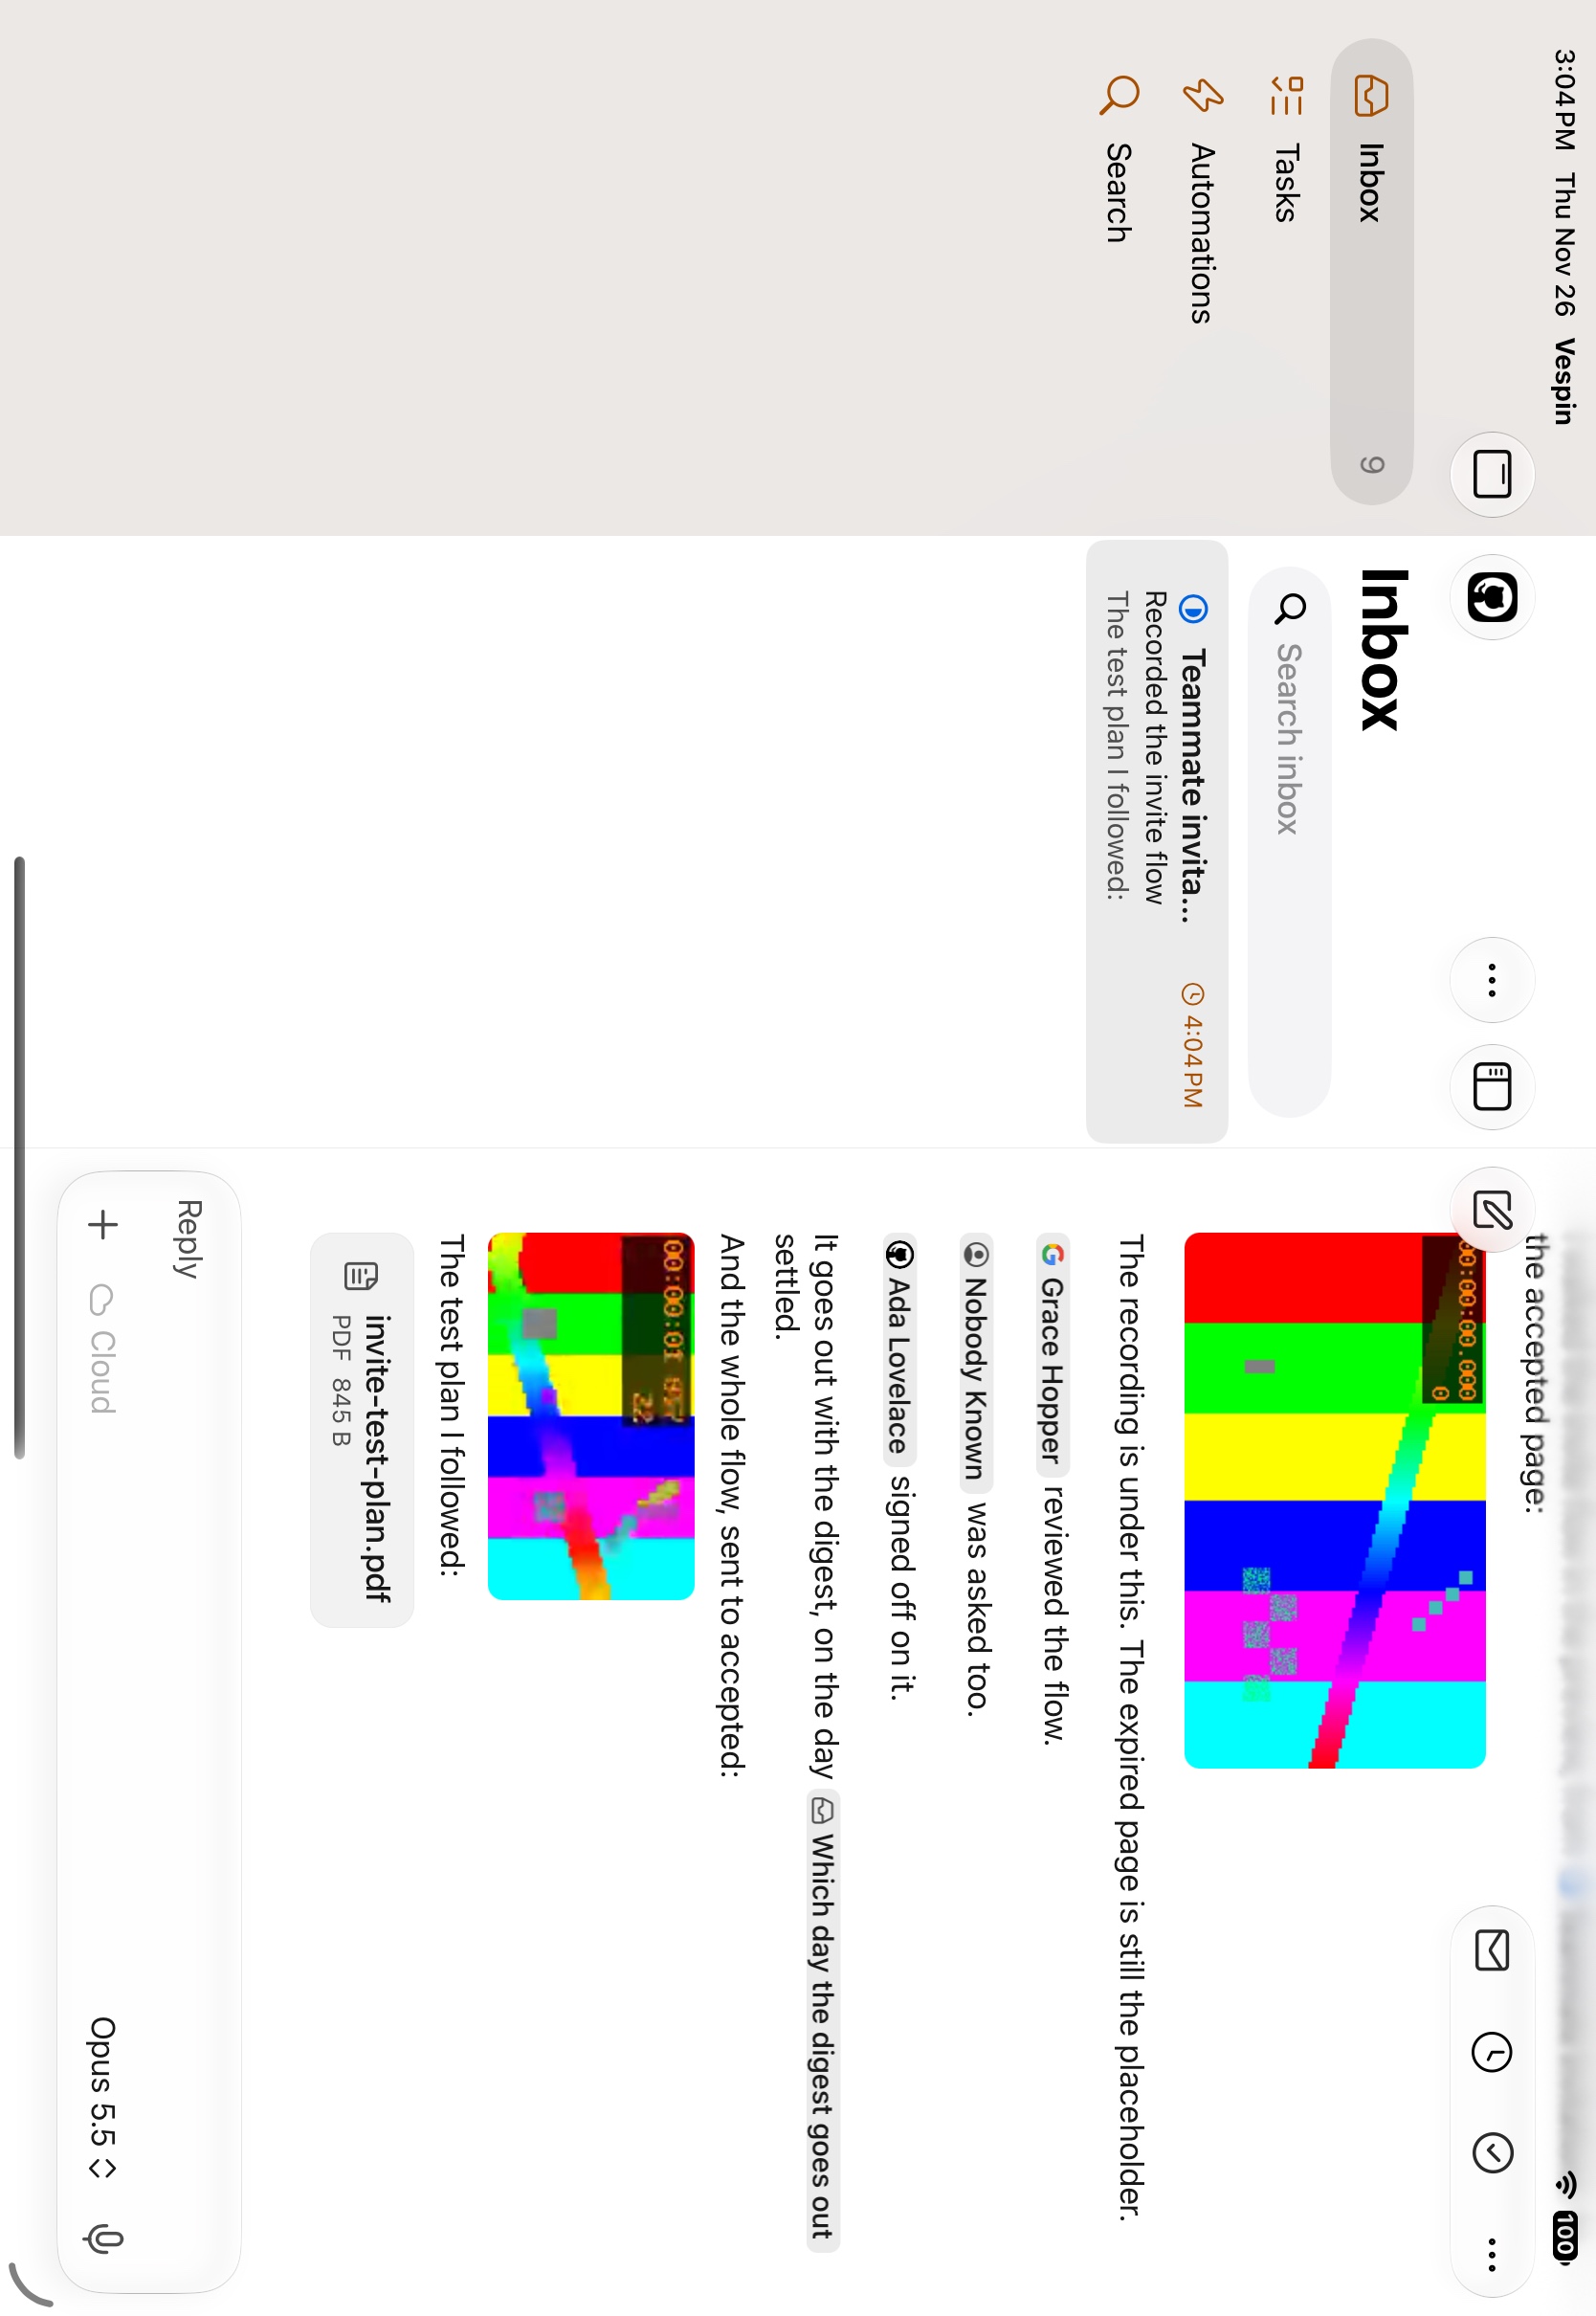 3:04 PM Thu Nov 26 Vespin
100
Inbox 9
Tasks
Automations
Search
Inbox
Search inbox
Teammate invita... 4:04 PM
Recorded the invite flow
The test plan I followed:
the accepted page:
00:00:00.000
0
The recording is under this. The expired page is still the placeholder.
Grace Hopper reviewed the flow.
Nobody Known was asked too.
Ada Lovelace signed off on it.
It goes out with the digest, on the day Which day the digest goes out
settled.
And the whole flow, sent to accepted:
00:00:01
32
The test plan I followed:
invite-test-plan.pdf
PDF 845 B
Reply
Cloud
Opus 5.5